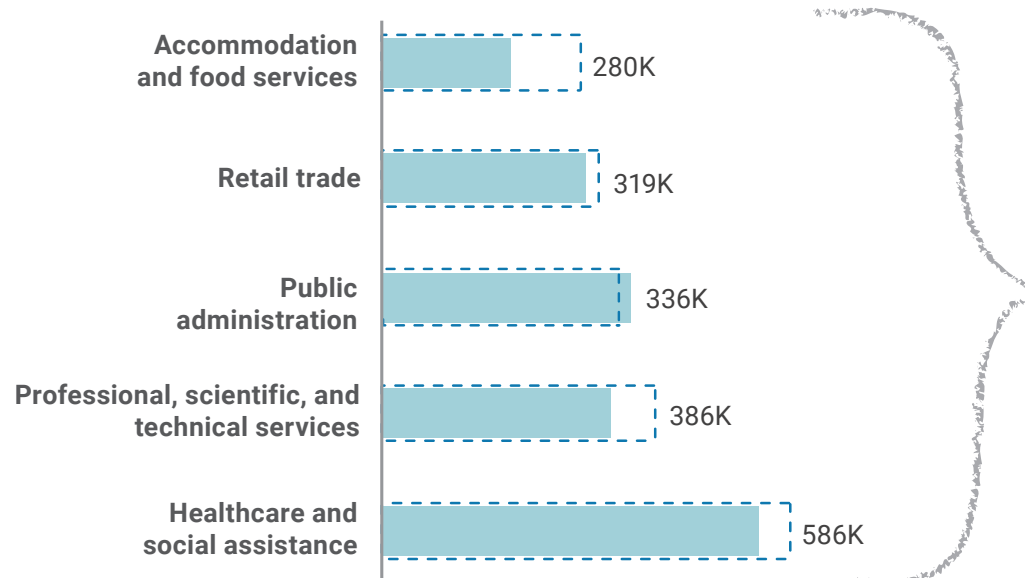 Accommodation
and food services
280K
Retail trade
319K
Public
administration
336K
Professional, scientific, and
technical services
386K
Healthcare and
social assistance
586K